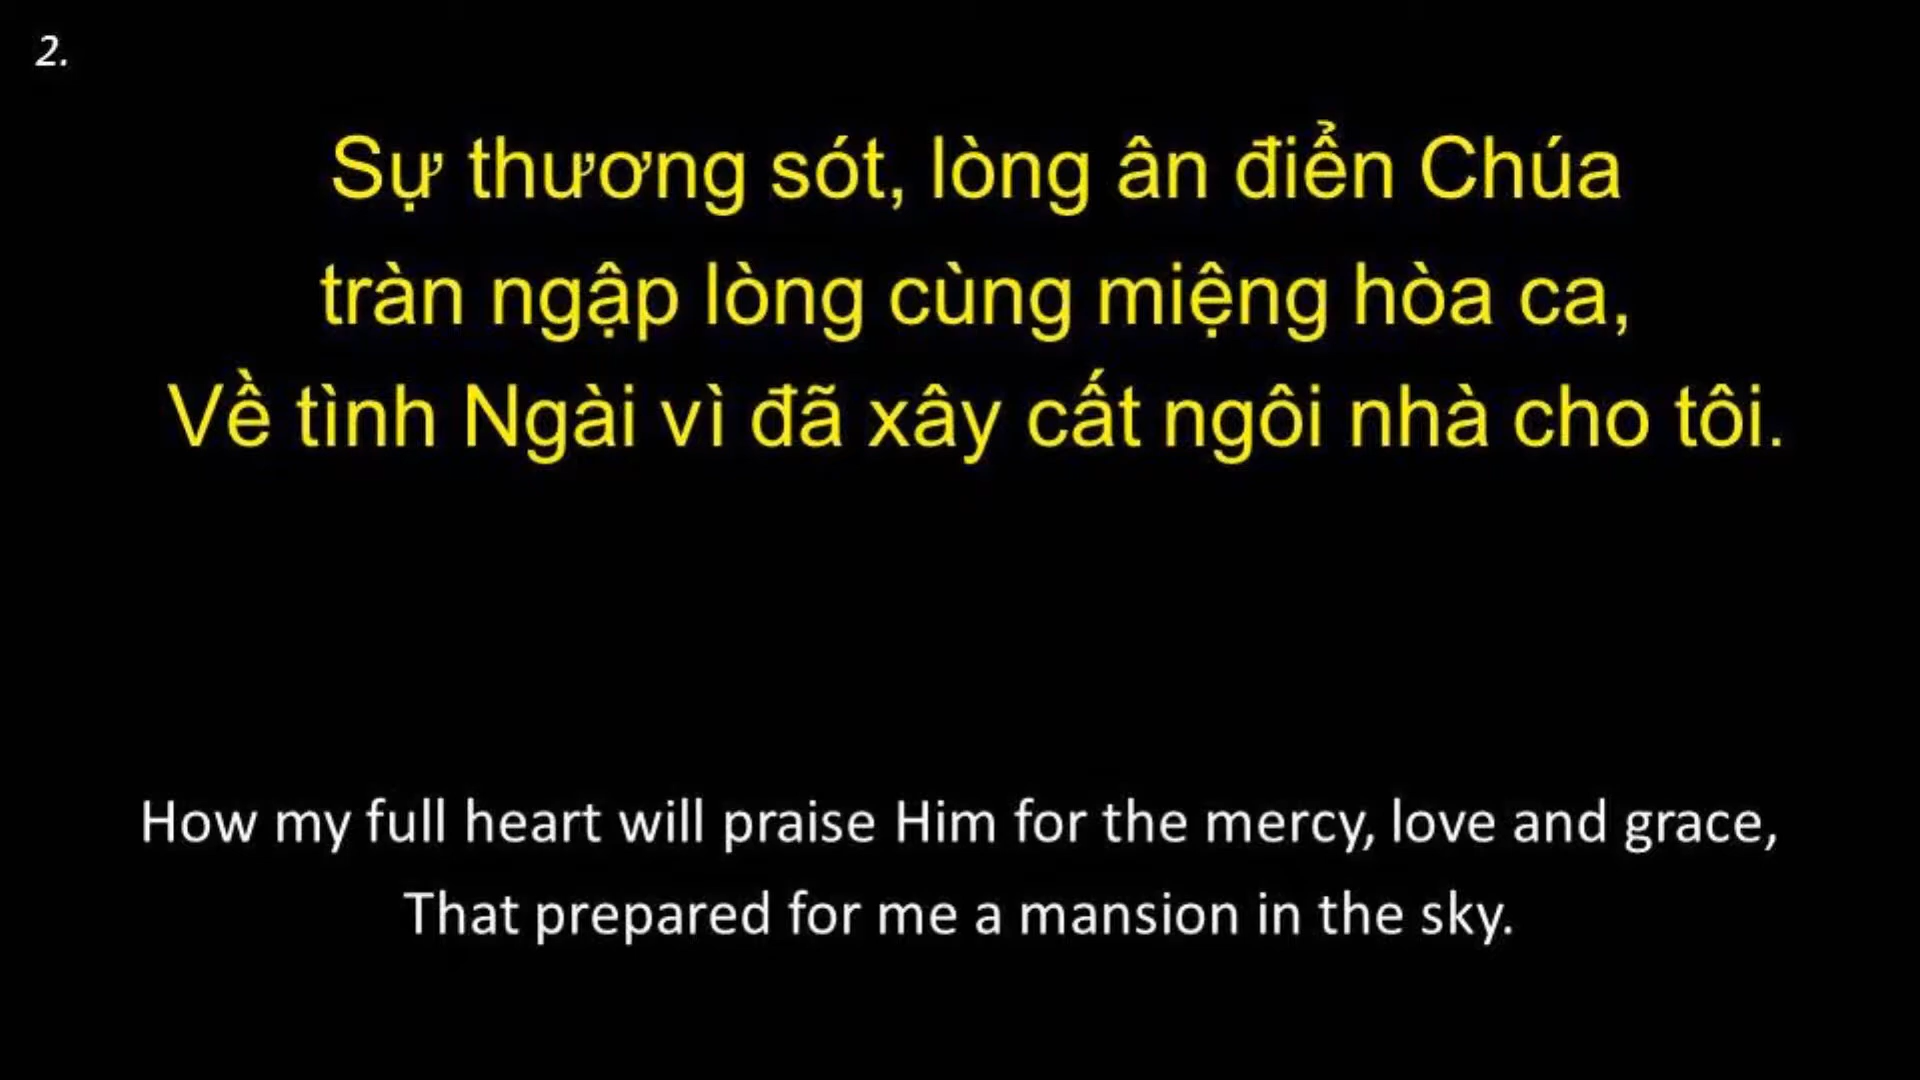 2.
Sự thương sót, lòng ân điển Chúa
tràn ngập lòng cùng miệng hòa ca,
Về tình Ngài vì đã xây cất ngôi nhà cho tôi.
How my full heart will praise Him for the mercy, love and grace,
That prepared for me a mansion in the sky.